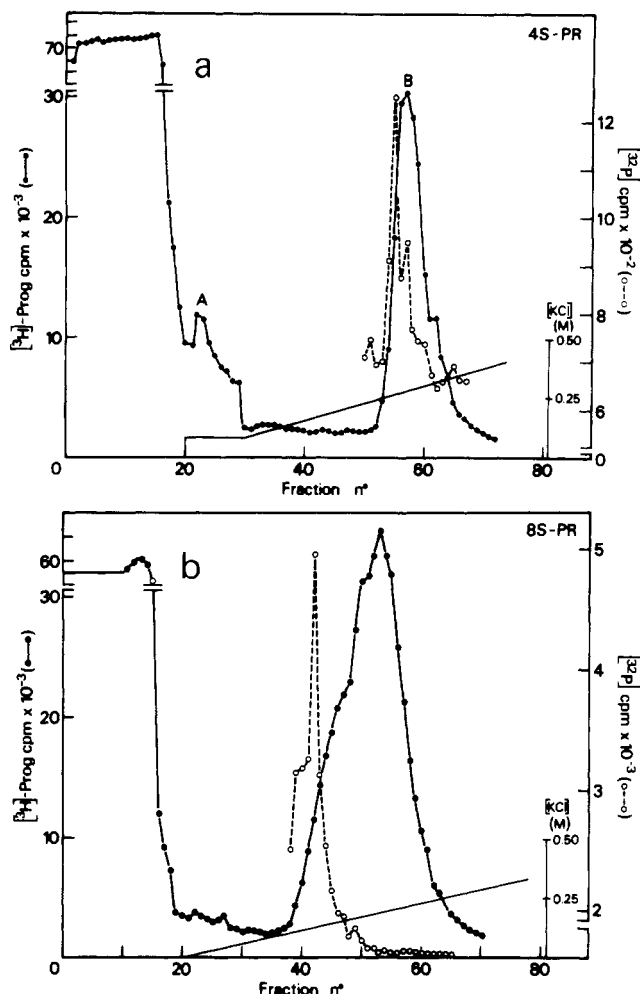 a
4S-PR
A
B
70
30
20
10
0
[³H]-Prog cpm x 10⁻³ (●—●)
12
10
8
6
0
[³²P] cpm x 10⁻² (○--○)
[KCl]
(M)
0.50
0.25
0
20
40
60
80
Fraction n°
b
8S-PR
60
30
20
10
[³H]-Prog cpm x 10⁻³ (●—●)
5
4
3
2
[³²P] cpm x 10⁻³ (○--○)
[KCl]
(M)
0.50
0.25
0
20
40
60
80
Fraction n°